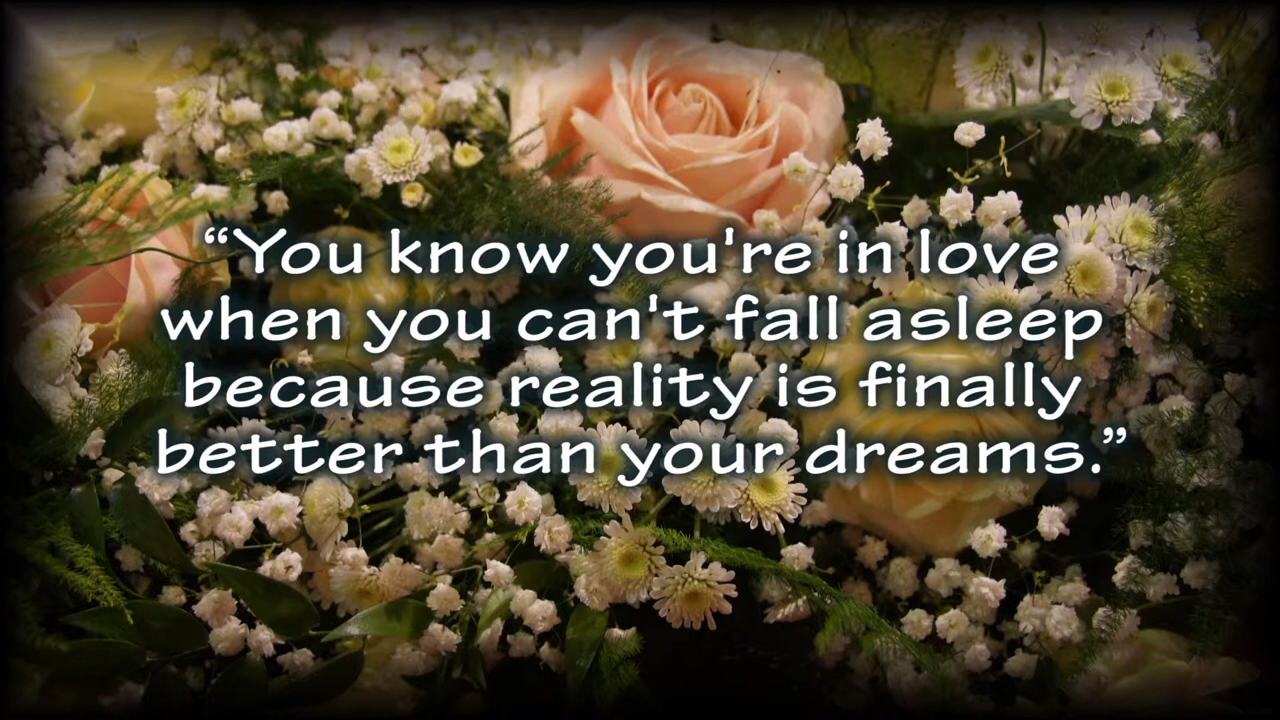 “You know you're in love
when you can't fall asleep
because reality is finally
better than your dreams.”